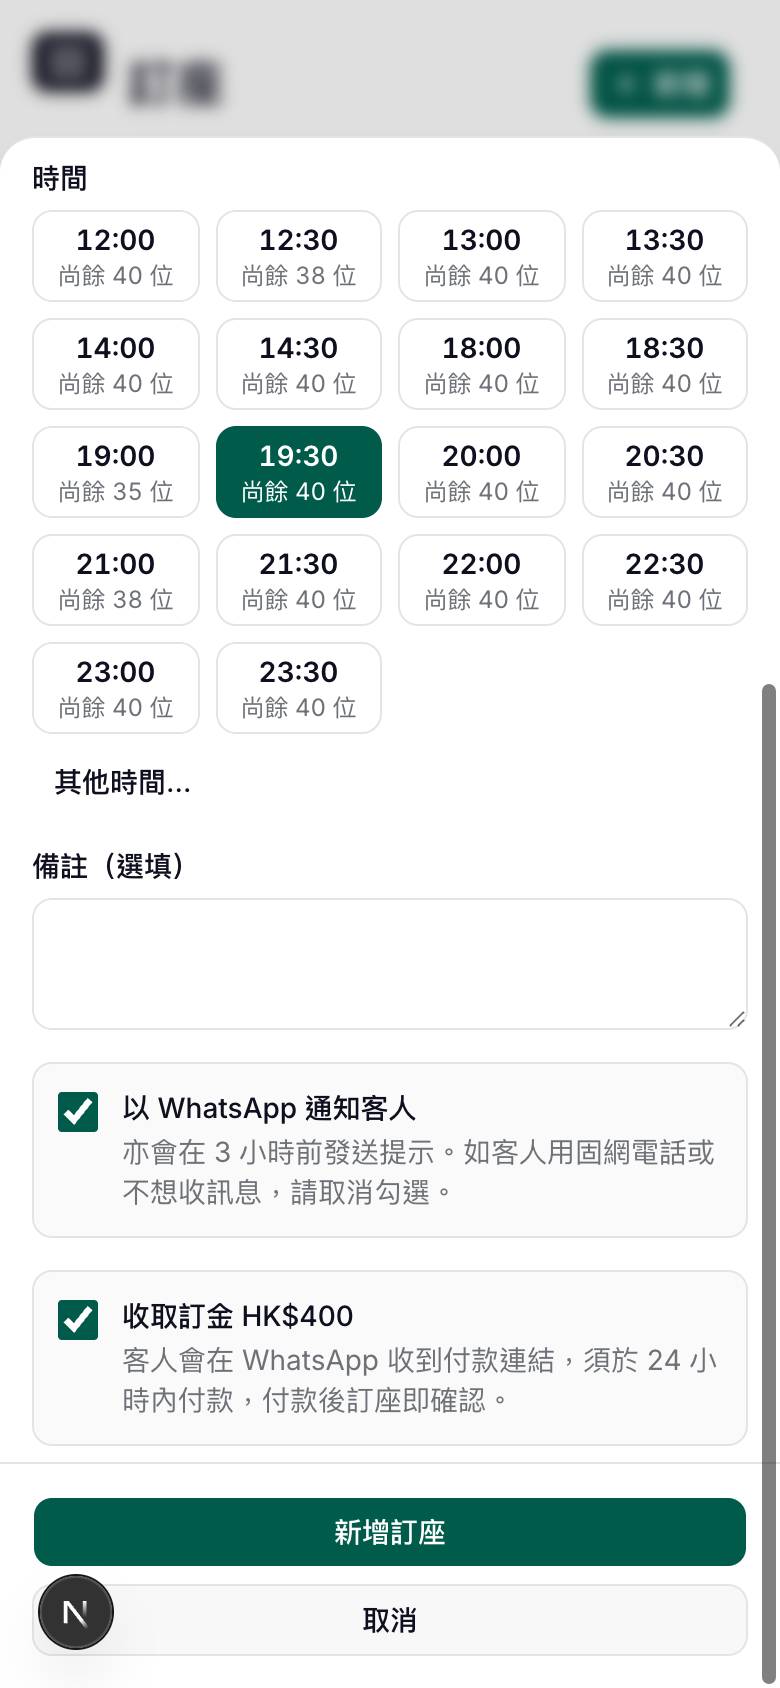 時間
12:00 12:30 13:00 13:30
尚餘 40 位 尚餘 38 位 尚餘 40 位 尚餘 40 位
14:00 14:30 18:00 18:30
尚餘 40 位 尚餘 40 位 尚餘 40 位 尚餘 40 位
19:00 19:30 20:00 20:30
尚餘 35 位 尚餘 40 位 尚餘 40 位 尚餘 40 位
21:00 21:30 22:00 22:30
尚餘 38 位 尚餘 40 位 尚餘 40 位 尚餘 40 位
23:00 23:30
尚餘 40 位 尚餘 40 位
其他時間...
備註（選填）
以 WhatsApp 通知客人
亦會在 3 小時前發送提示。如客人用固網電話或
不想收訊息，請取消勾選。
收取訂金 HK$400
客人會在 WhatsApp 收到付款連結，須於 24 小
時內付款，付款後訂座即確認。
新增訂座
N
取消